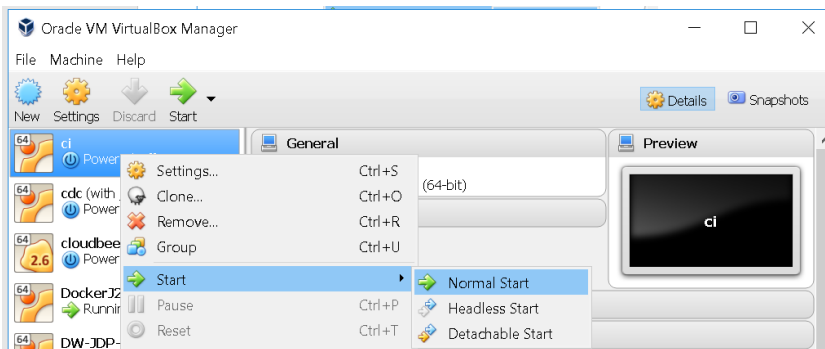 Oracle VM VirtualBox Manager
File Machine Help
New Settings Discard Start
Details Snapshots
64 ci
Power
General
Preview
Settings... Ctrl+S
(64-bit)
64 cdc (with
Power
Clone... Ctrl+O
Remove... Ctrl+R
ci
64 cloudbee
2.6 Power
Group Ctrl+U
Start
Normal Start
64 DockerJ2
Runnin
Pause Ctrl+P
Headless Start
Reset Ctrl+T
Detachable Start
64 DW-JDP-